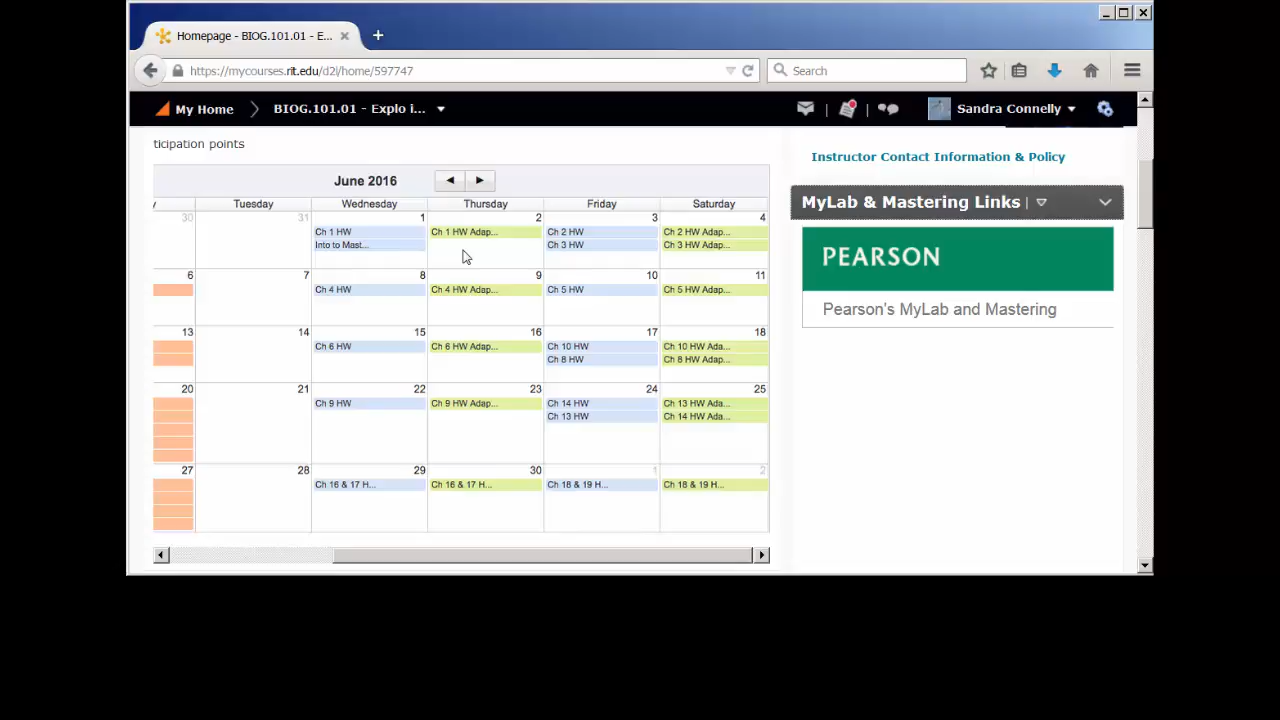 Homepage - BIOG.101.01 - E...
https://mycourses.rit.edu/d2l/home/597747
Search
My Home
BIOG.101.01 - Explo i...
Sandra Connelly
ticipation points
June 2016
y Tuesday Wednesday Thursday Friday Saturday
30 31 1 2 3 4
Ch 1 HW Ch 1 HW Adap... Ch 2 HW Ch 2 HW Adap...
Into to Mast... Ch 3 HW Ch 3 HW Adap...
6 7 8 9 10 11
Ch 4 HW Ch 4 HW Adap... Ch 5 HW Ch 5 HW Adap...
13 14 15 16 17 18
Ch 6 HW Ch 6 HW Adap... Ch 10 HW Ch 10 HW Ada...
Ch 8 HW Ch 8 HW Adap...
20 21 22 23 24 25
Ch 9 HW Ch 9 HW Adap... Ch 14 HW Ch 13 HW Ada...
Ch 13 HW Ch 14 HW Ada...
27 28 29 30 1 2
Ch 16 & 17 H... Ch 16 & 17 H... Ch 18 & 19 H... Ch 18 & 19 H...
Instructor Contact Information & Policy
MyLab & Mastering Links
PEARSON
Pearson's MyLab and Mastering